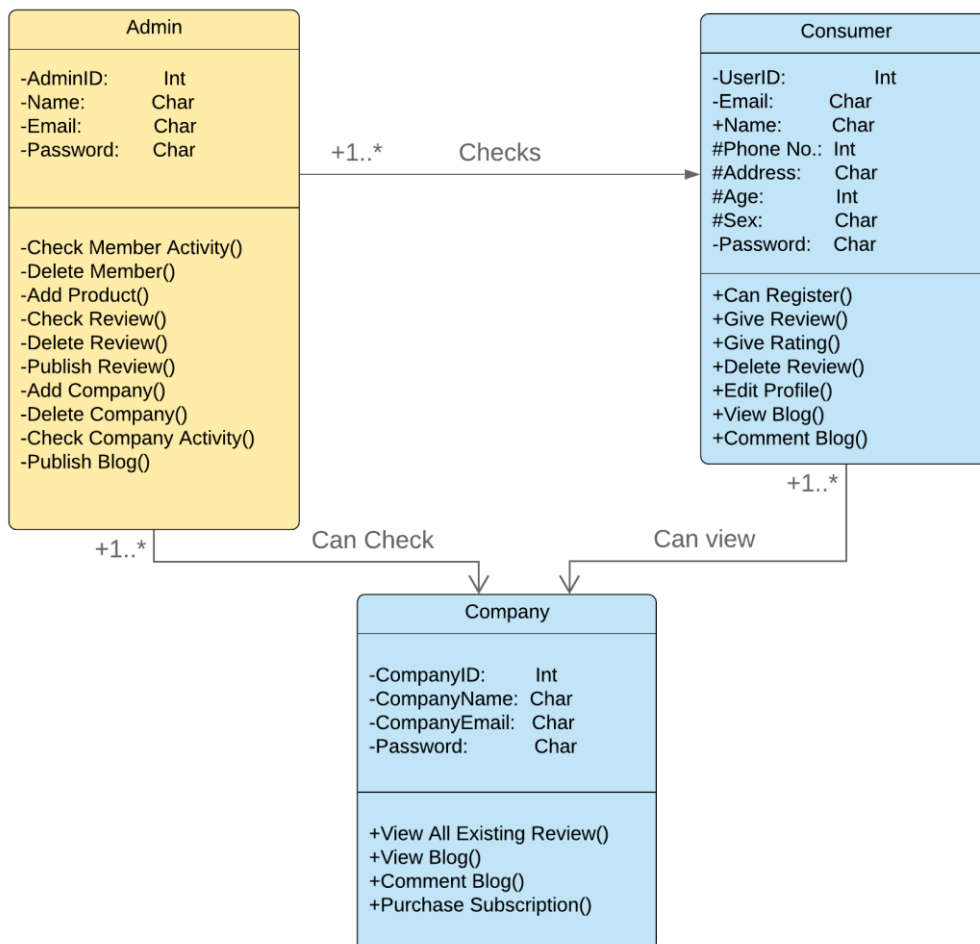 Admin
-AdminID: Int
-Name: Char
-Email: Char
-Password: Char
-Check Member Activity()
-Delete Member()
-Add Product()
-Check Review()
-Delete Review()
-Publish Review()
-Add Company()
-Delete Company()
-Check Company Activity()
-Publish Blog()
+1..* Checks
Consumer
-UserID: Int
-Email: Char
+Name: Char
#Phone No.: Int
#Address: Char
#Age: Int
#Sex: Char
-Password: Char
+Can Register()
+Give Review()
+Give Rating()
+Delete Review()
+Edit Profile()
+View Blog()
+Comment Blog()
+1..* Can Check
+1..*
Can view
Company
-CompanyID: Int
-CompanyName: Char
-CompanyEmail: Char
-Password: Char
+View All Existing Review()
+View Blog()
+Comment Blog()
+Purchase Subscription()